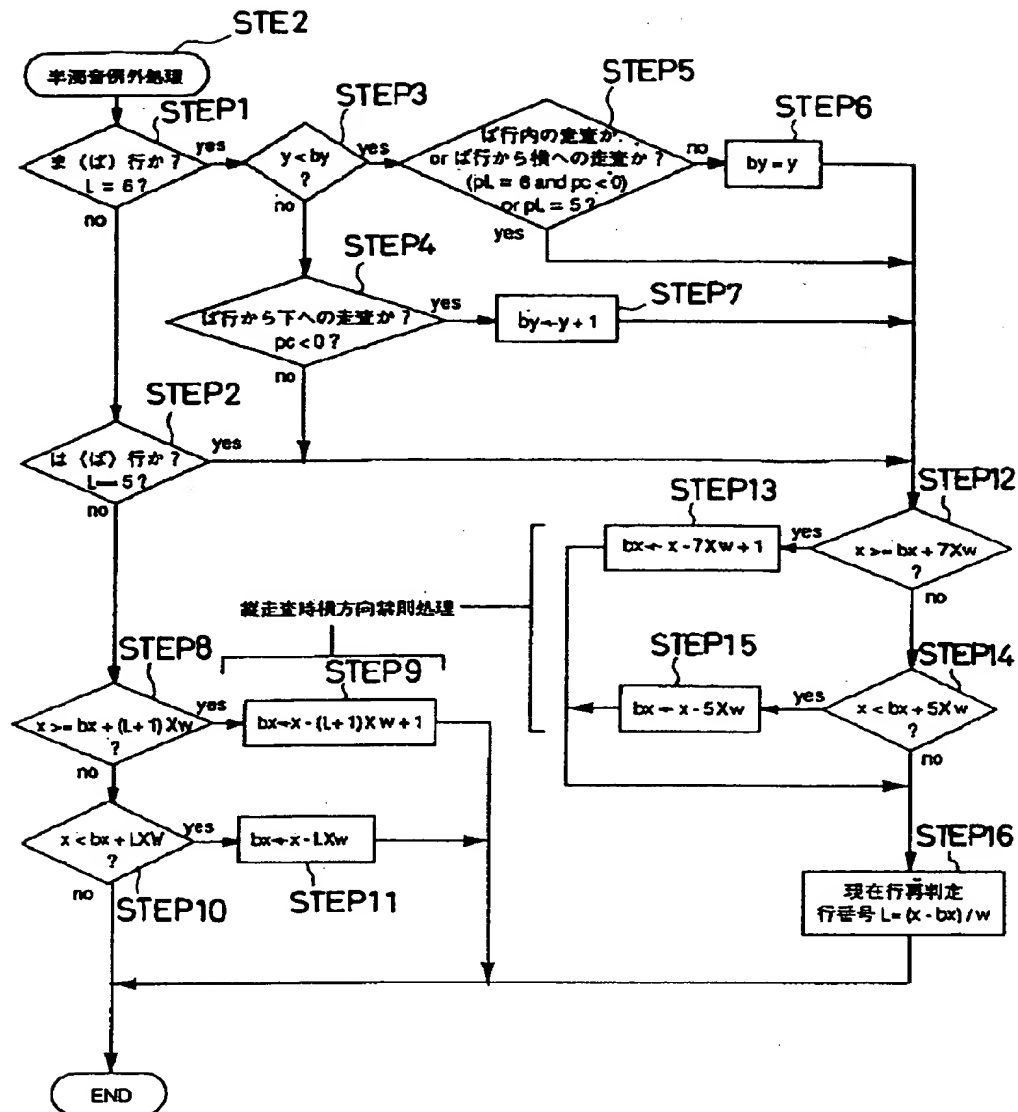 STE2
半濁音例外処理
STEP1
ま〈ぱ〉行か?
L = 6?
yes
no
STEP3
y < by
?
yes
no
STEP5
ぱ行内の走査か
or ぱ行から横への走査か?
(pL = 6 and pc < 0)
or pL = 5?
no
yes
STEP6
by = y
STEP4
ぱ行から下への走査か?
pc < 0?
yes
no
STEP7
by←y + 1
STEP2
は〈ぱ〉行か?
L = 5?
yes
no
STEP12
x >= bx + 7Xw
?
yes
no
STEP13
bx← x - 7Xw + 1
縦走査時横方向禁則処理
STEP14
x < bx + 5Xw
?
yes
no
STEP15
bx ← x - 5Xw
STEP8
x >= bx + (L + 1)Xw
?
yes
no
STEP9
bx←x - (L + 1)Xw + 1
STEP10
x < bx + LXW
?
yes
no
STEP11
bx←x - LXw
STEP16
現在行再判定
行番号 L=(x - bx) / w
END